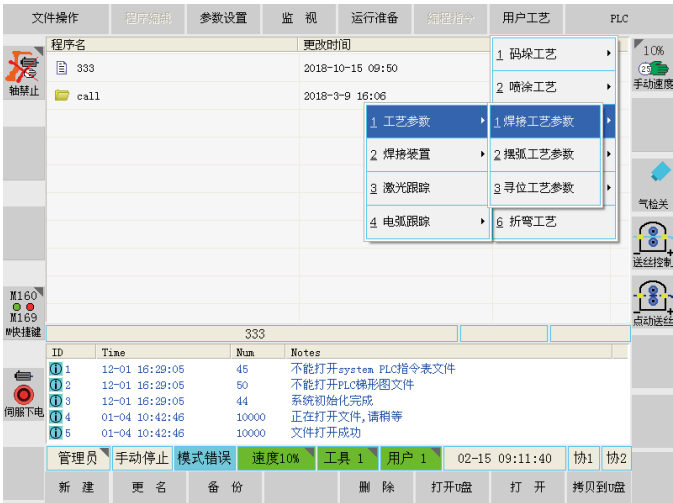 文件操作 程序编辑 参数设置 监 视 运行准备 编程指令 用户工艺 PLC
程序名 更改时间
333 2018-10-15 09:50
call 2018-3-9 16:06
1 码垛工艺
2 喷涂工艺
1 工艺参数 1 焊接工艺参数
2 焊接装置 2 摆弧工艺参数
3 激光跟踪 3 寻位工艺参数
4 电弧跟踪 6 折弯工艺
轴禁止
10%
25
手动速度
气检关
送丝控制
点动送丝
M160
M169
M快捷键
伺服下电
333
ID Time Num Notes
1 12-01 16:29:05 45 不能打开system PLC指令表文件
2 12-01 16:29:05 50 不能打开PLC梯形图文件
3 12-01 16:29:05 44 系统初始化完成
4 01-04 10:42:46 10000 正在打开文件,请稍等
5 01-04 10:42:46 10000 文件打开成功
管理员 手动停止 模式错误 速度10% 工具 1 用户 1 02-15 09:11:40 协1 协2
新 建 更 名 备 份 删 除 打开U盘 打 开 拷贝到U盘